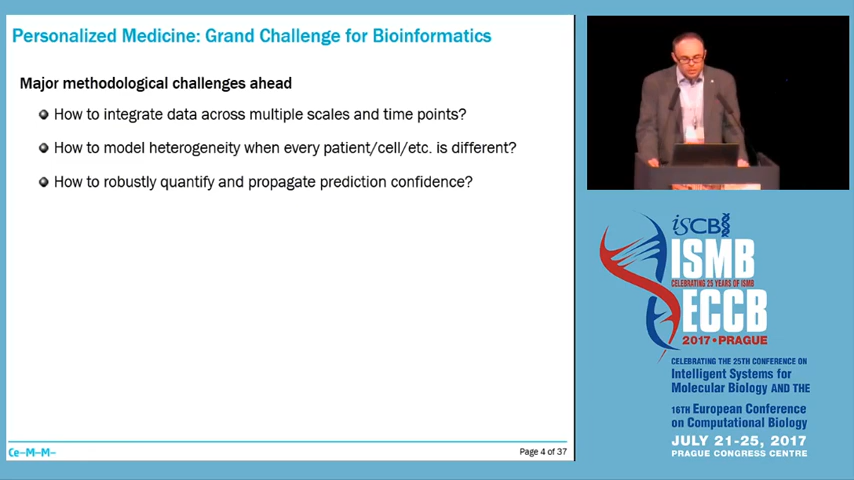 Personalized Medicine: Grand Challenge for Bioinformatics
Major methodological challenges ahead
How to integrate data across multiple scales and time points?
How to model heterogeneity when every patient/cell/etc. is different?
How to robustly quantify and propagate prediction confidence?
Ce-M-M-
Page 4 of 37
iSCB
ISMB
CELEBRATING 25 YEARS OF ISMB
ECCB
2017 • PRAGUE
CELEBRATING THE 25TH CONFERENCE ON
Intelligent Systems for
Molecular Biology AND THE
16TH European Conference
on Computational Biology
JULY 21-25, 2017
PRAGUE CONGRESS CENTRE